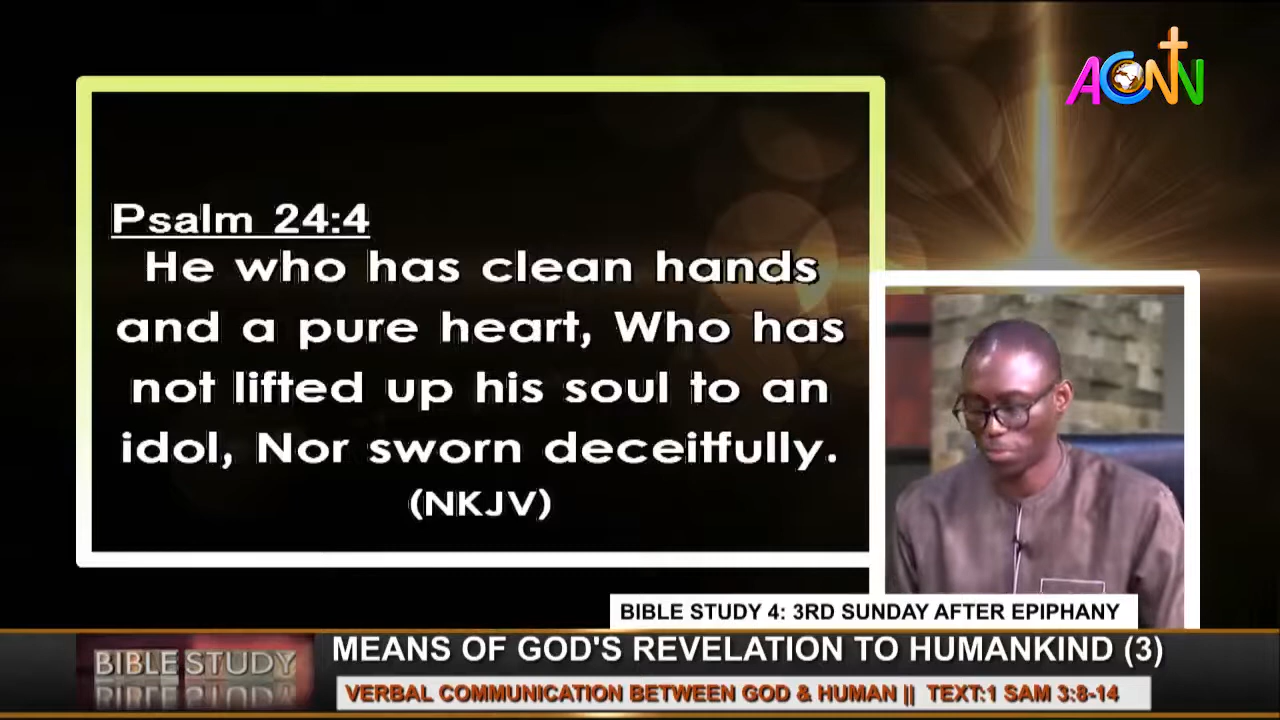 ACNN
Psalm 24:4
He who has clean hands
and a pure heart, Who has
not lifted up his soul to an
idol, Nor sworn deceitfully.
(NKJV)
BIBLE STUDY 4: 3RD SUNDAY AFTER EPIPHANY
BIBLE STUDY
MEANS OF GOD'S REVELATION TO HUMANKIND (3)
VERBAL COMMUNICATION BETWEEN GOD & HUMAN || TEXT:1 SAM 3:8-14